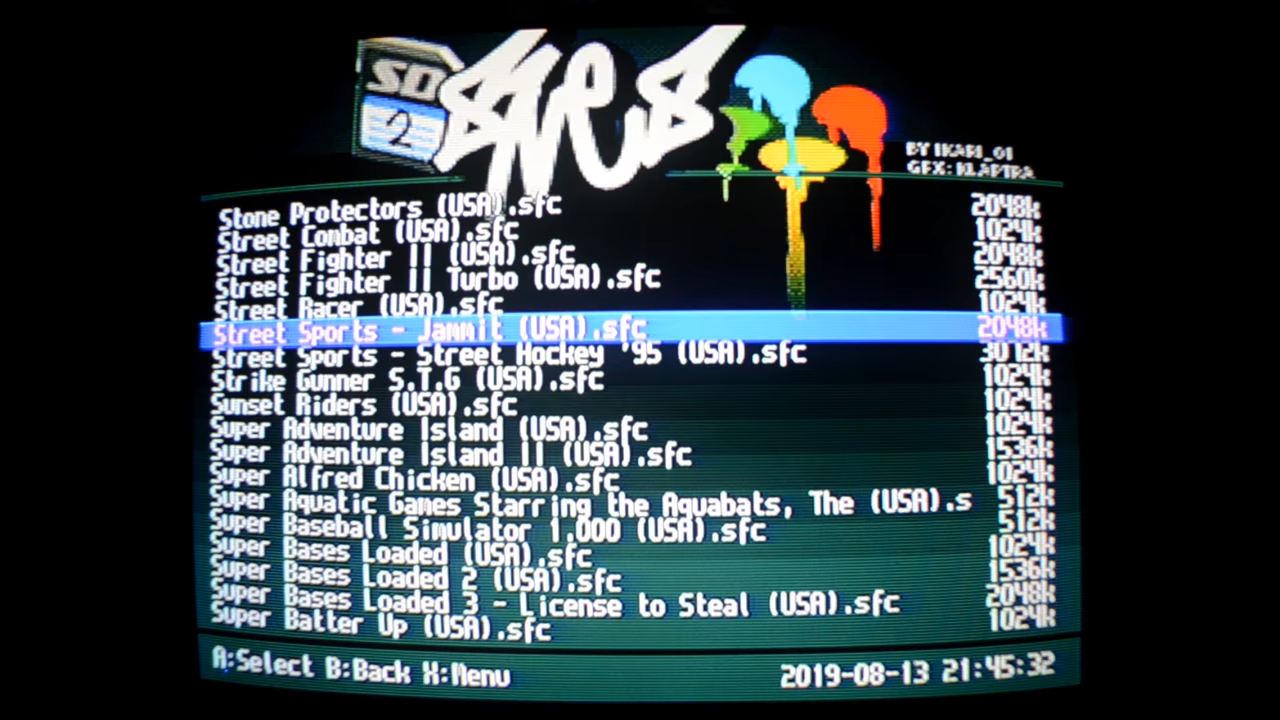 SD
2
SNES
BY IKARI_01
GFX: KLAPTRA
Stone Protectors (USA).sfc 2048k
Street Combat (USA).sfc 1024k
Street Fighter II (USA).sfc 2048k
Street Fighter II Turbo (USA).sfc 2560k
Street Racer (USA).sfc 1024k
Street Sports - Jammit (USA).sfc 2048k
Street Sports - Street Hockey '95 (USA).sfc 3072k
Strike Gunner S.T.G (USA).sfc 1024k
Sunset Riders (USA).sfc 1024k
Super Adventure Island (USA).sfc 1024k
Super Adventure Island II (USA).sfc 1536k
Super Alfred Chicken (USA).sfc 1024k
Super Aquatic Games Starring the Aquabats, The (USA).s 512k
Super Baseball Simulator 1.000 (USA).sfc 512k
Super Bases Loaded (USA).sfc 1024k
Super Bases Loaded 2 (USA).sfc 1536k
Super Bases Loaded 3 - License to Steal (USA).sfc 2048k
Super Batter Up (USA).sfc 1024k
A:Select B:Back X:Menu 2019-08-13 21:45:32